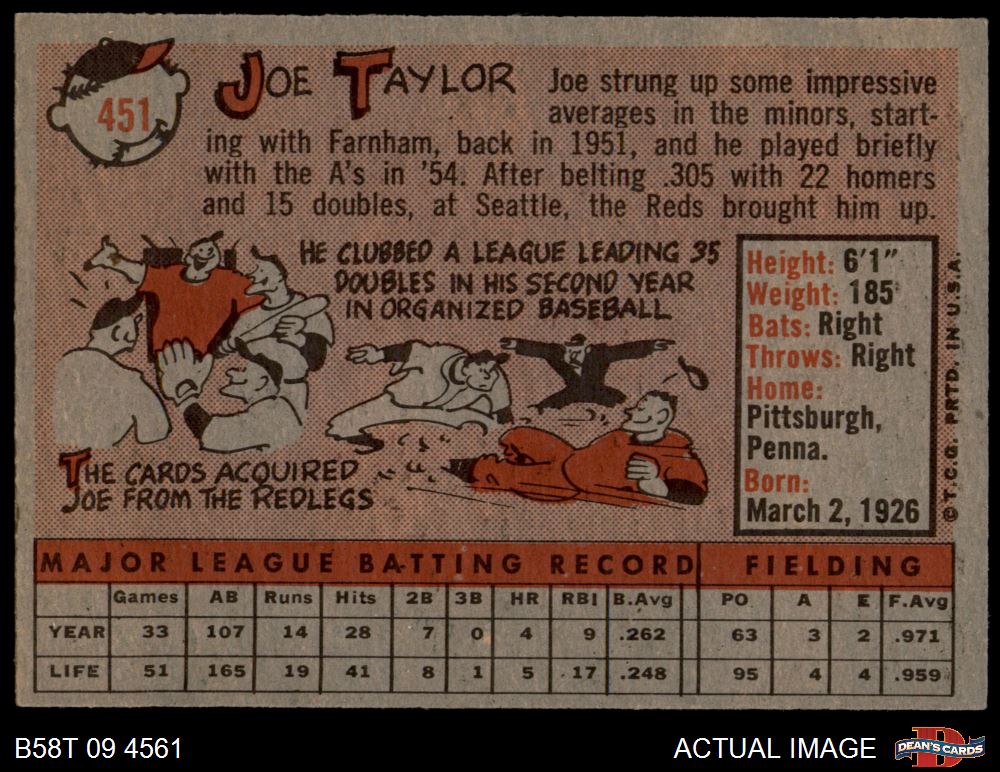 451
JOE TAYLOR
Joe strung up some impressive
averages in the minors, start-
ing with Farnham, back in 1951, and he played briefly
with the A's in '54. After belting .305 with 22 homers
and 15 doubles, at Seattle, the Reds brought him up.
HE CLUBBED A LEAGUE LEADING 35
DOUBLES IN HIS SECOND YEAR
IN ORGANIZED BASEBALL
THE CARDS ACQUIRED
JOE FROM THE REDLEGS
Height: 6'1"
Weight: 185
Bats: Right
Throws: Right
Home:
Pittsburgh,
Penna.
Born:
March 2, 1926
©T.C.G. PRTD. IN U.S.A.
MAJOR LEAGUE BATTING RECORD FIELDING
Games AB Runs Hits 2B 3B HR RBI B.Avg PO A E F.Avg
YEAR 33 107 14 28 7 0 4 9 .262 63 3 2 .971
LIFE 51 165 19 41 8 1 5 17 .248 95 4 4 .959
B58T 09 4561
ACTUAL IMAGE
DEAN'S CARDS